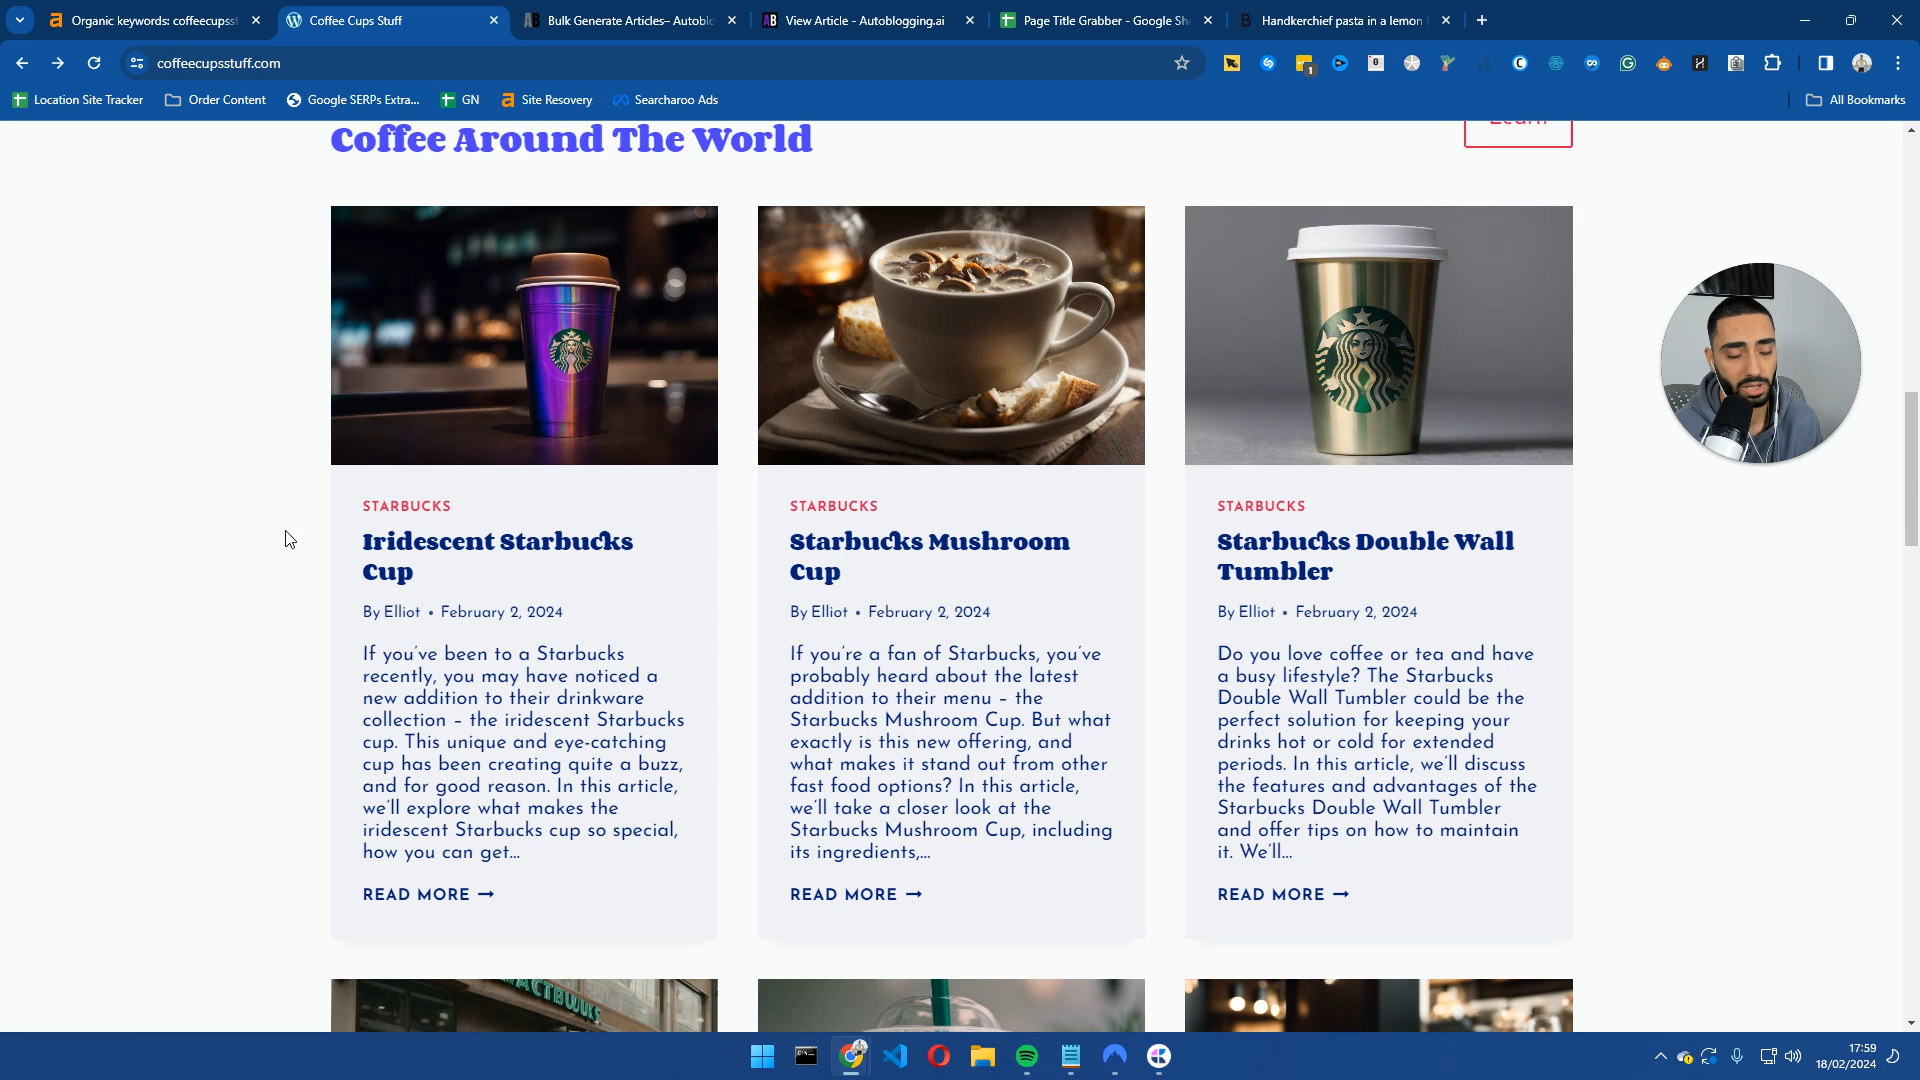 Organic keywords: coffeecupsst
Coffee Cups Stuff
Bulk Generate Articles– Autoblo
View Article - Autoblogging.ai
Page Title Grabber - Google She
Handkerchief pasta in a lemon
coffeecupsstuff.com
Location Site Tracker
Order Content
Google SERPs Extra...
GN
Site Recovery
Searcharoo Ads
All Bookmarks
Coffee Around The World
Learn
STARBUCKS
Iridescent Starbucks
Cup
By Elliot • February 2, 2024
If you’ve been to a Starbucks
recently, you may have noticed a
new addition to their drinkware
collection – the iridescent Starbucks
cup. This unique and eye-catching
cup has been creating quite a buzz,
and for good reason. In this article,
we’ll explore what makes the
iridescent Starbucks cup so special,
how you can get…
READ MORE →
STARBUCKS
Starbucks Mushroom
Cup
By Elliot • February 2, 2024
If you’re a fan of Starbucks, you’ve
probably heard about the latest
addition to their menu – the
Starbucks Mushroom Cup. But what
exactly is this new offering, and
what makes it stand out from other
fast food options? In this article,
we’ll take a closer look at the
Starbucks Mushroom Cup, including
its ingredients,…
READ MORE →
STARBUCKS
Starbucks Double Wall
Tumbler
By Elliot • February 2, 2024
Do you love coffee or tea and have
a busy lifestyle? The Starbucks
Double Wall Tumbler could be the
perfect solution for keeping your
drinks hot or cold for extended
periods. In this article, we’ll discuss
the features and advantages of the
Starbucks Double Wall Tumbler
and offer tips on how to maintain
it. We’ll…
READ MORE →
17:59
18/02/2024